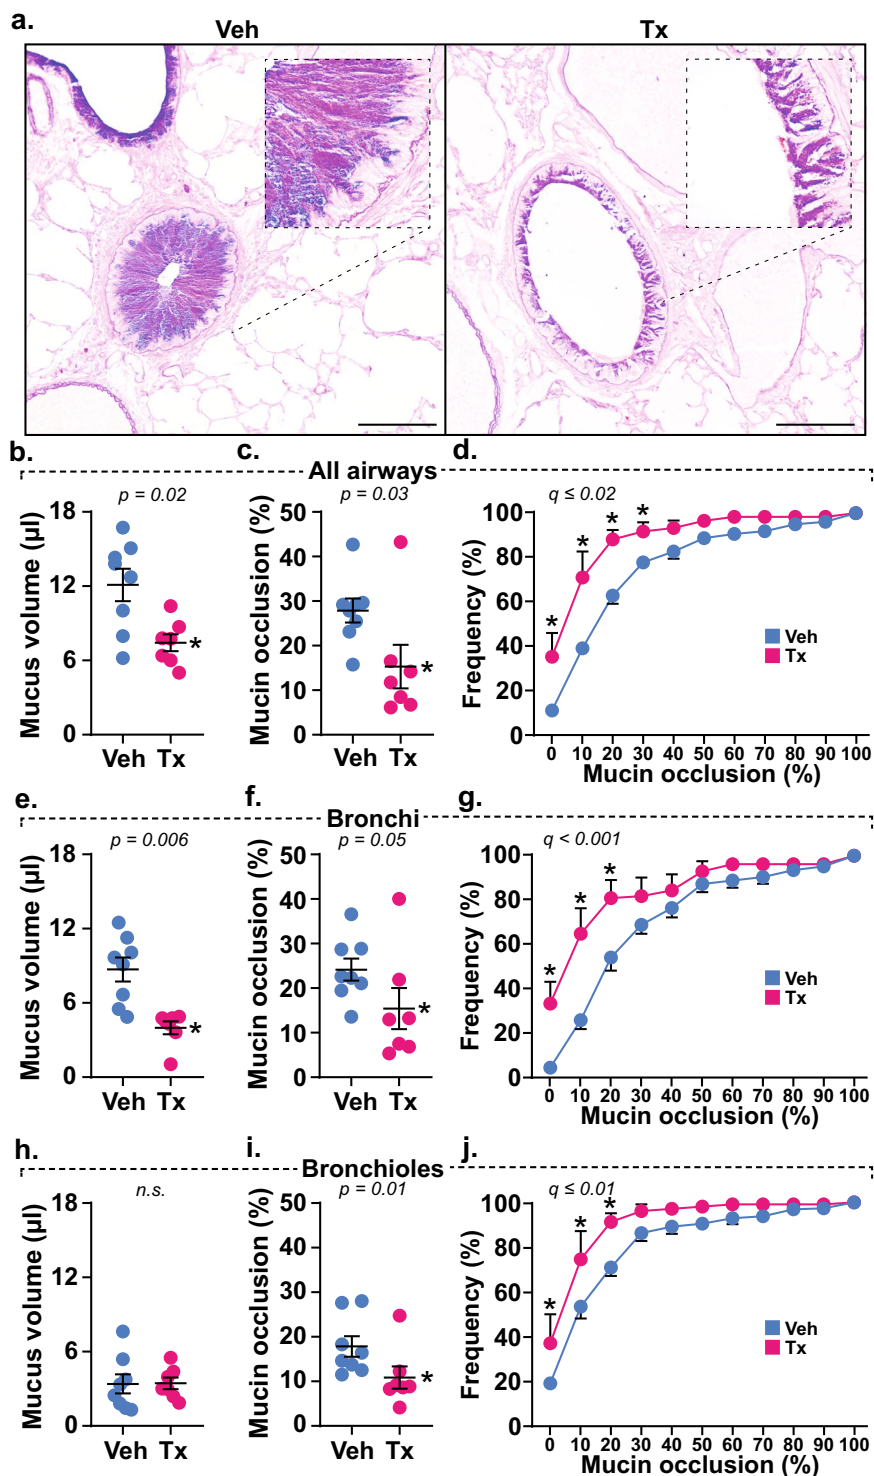 a.
Veh Tx
b. c. d.
All airways
p = 0.02 p = 0.03 q ≤ 0.02
Mucus volume (µl)
18
12
6
0
Veh Tx
*
Mucin occlusion (%)
50
40
30
20
10
0
Veh Tx
*
Frequency (%)
100
80
60
40
20
0
* * * *
Veh
Tx
0 10 20 30 40 50 60 70 80 90 100
Mucin occlusion (%)
e. f. g.
Bronchi
p = 0.006 p = 0.05 q < 0.001
Mucus volume (µl)
18
12
6
0
Veh Tx
*
Mucin occlusion (%)
50
40
30
20
10
0
Veh Tx
*
Frequency (%)
100
80
60
40
20
0
* * *
Veh
Tx
0 10 20 30 40 50 60 70 80 90 100
Mucin occlusion (%)
h. i. j.
Bronchioles
n.s. p = 0.01 q ≤ 0.01
Mucus volume (µl)
18
12
6
0
Veh Tx
Mucin occlusion (%)
50
40
30
20
10
0
Veh Tx
*
Frequency (%)
100
80
60
40
20
0
* * *
Veh
Tx
0 10 20 30 40 50 60 70 80 90 100
Mucin occlusion (%)